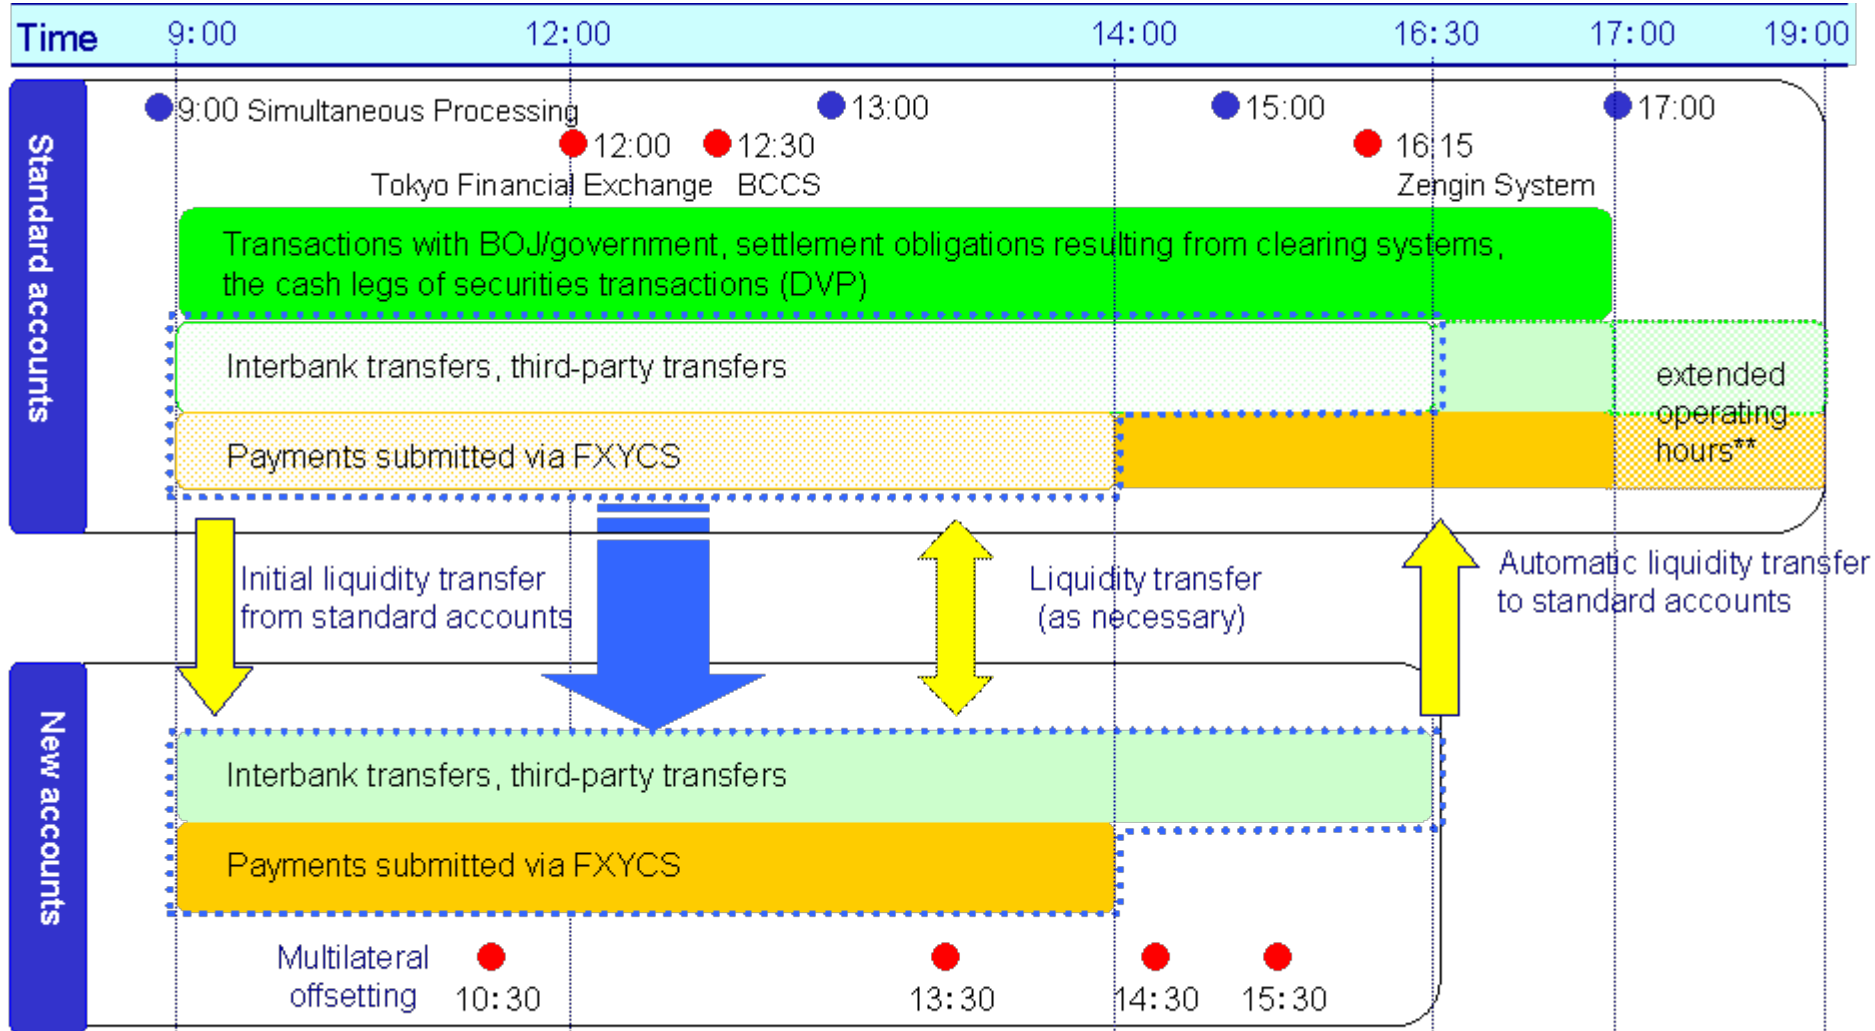 Time 9:00 12:00 14:00 16:30 17:00 19:00
Standard accounts
9:00 Simultaneous Processing 13:00 15:00 17:00
12:00 12:30 16:15
Tokyo Financial Exchange BCCS Zengin System
Transactions with BOJ/government, settlement obligations resulting from clearing systems,
the cash legs of securities transactions (DVP)
Interbank transfers, third-party transfers
Payments submitted via FXYCS
extended
operating
hours**
Initial liquidity transfer
from standard accounts
Liquidity transfer
(as necessary)
Automatic liquidity transfer
to standard accounts
New accounts
Interbank transfers, third-party transfers
Payments submitted via FXYCS
Multilateral
offsetting
10:30 13:30 14:30 15:30